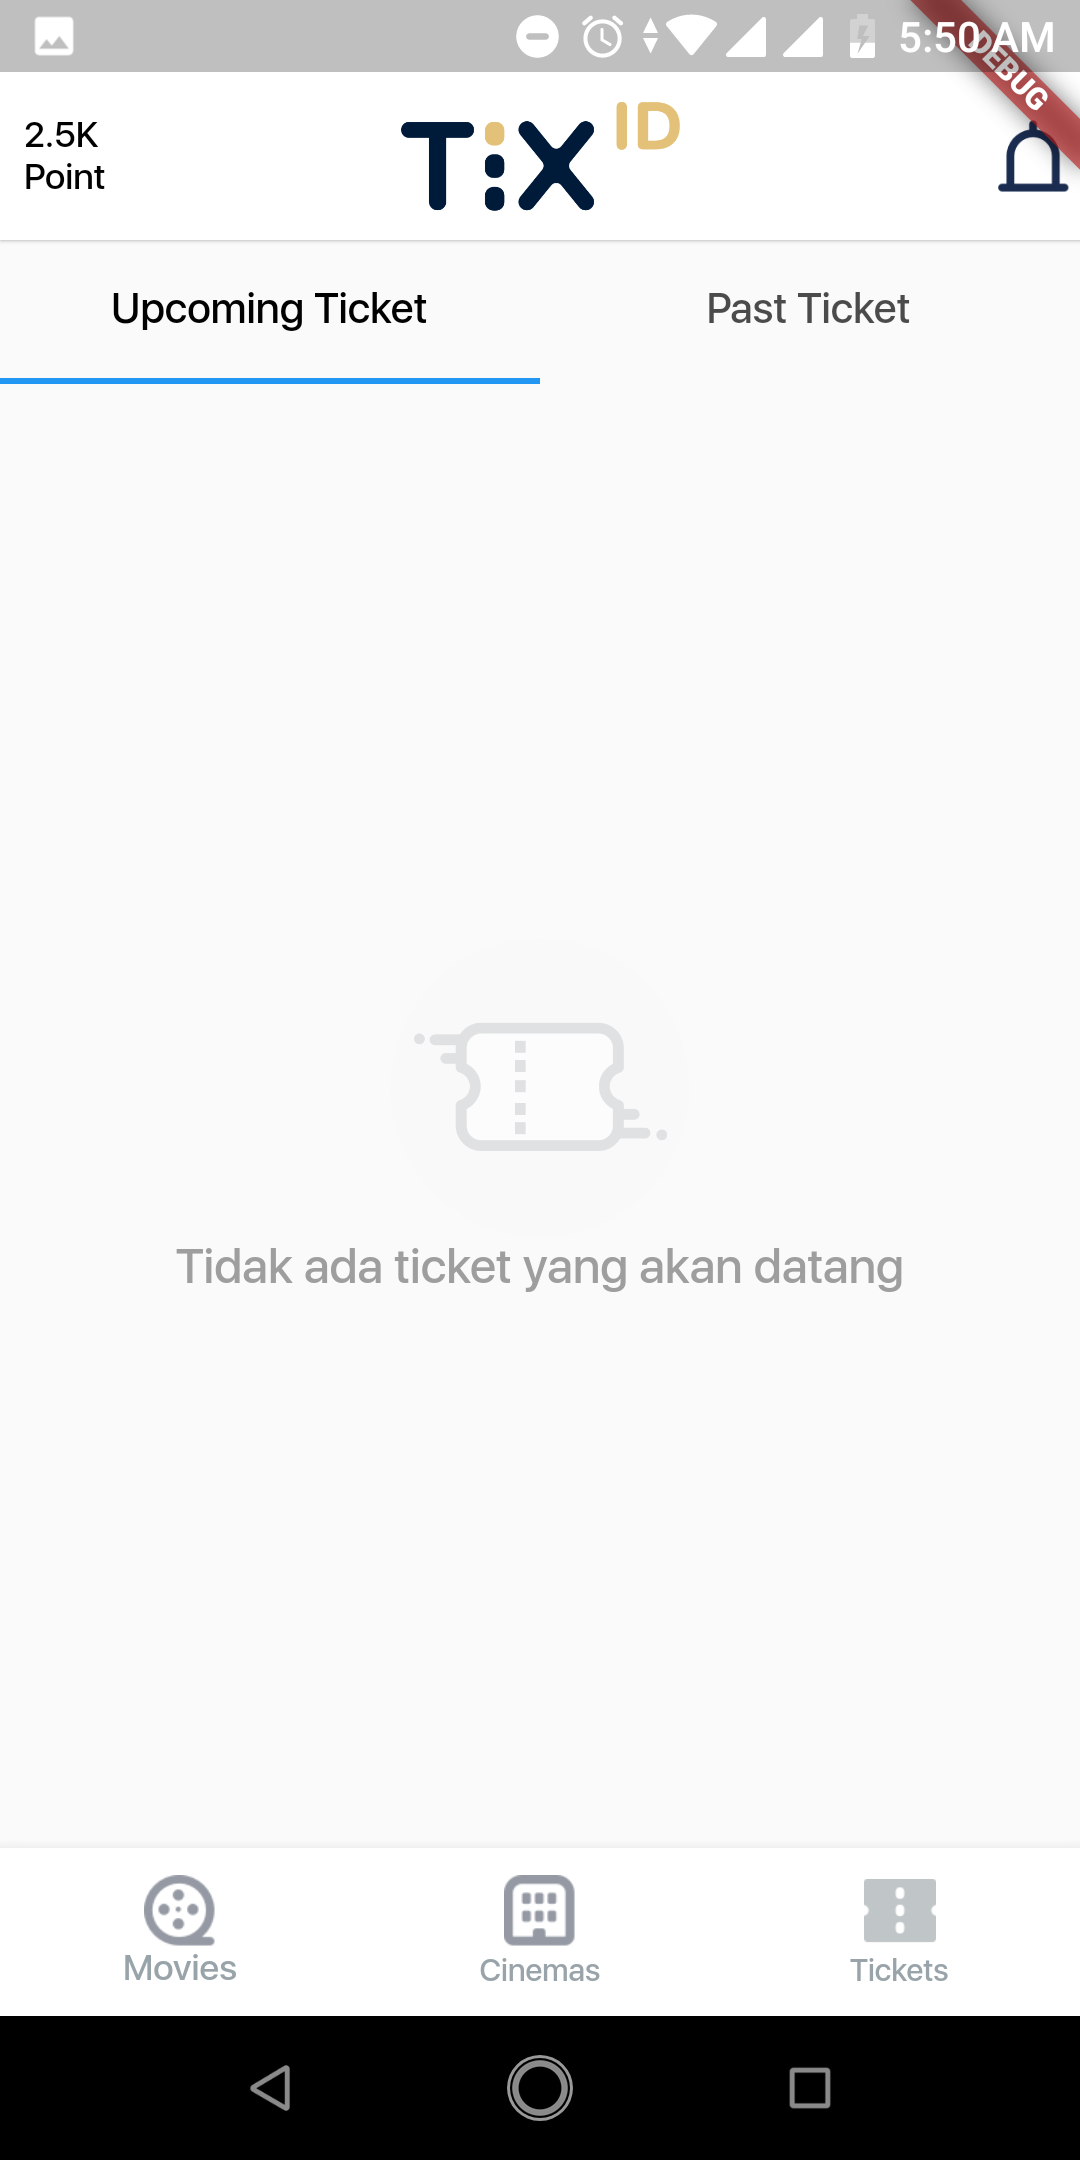 5:50 AM
DEBUG
2.5K
Point
TIX ID
Upcoming Ticket
Past Ticket
Tidak ada ticket yang akan datang
Movies
Cinemas
Tickets